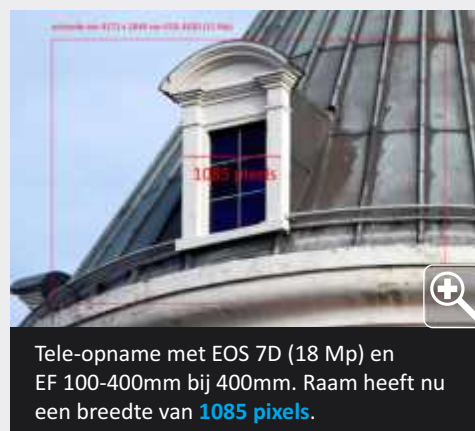 1085 pixels
Tele-opname met EOS 7D (18 Mp) en
EF 100-400mm bij 400mm. Raam heeft nu
een breedte van 1085 pixels.